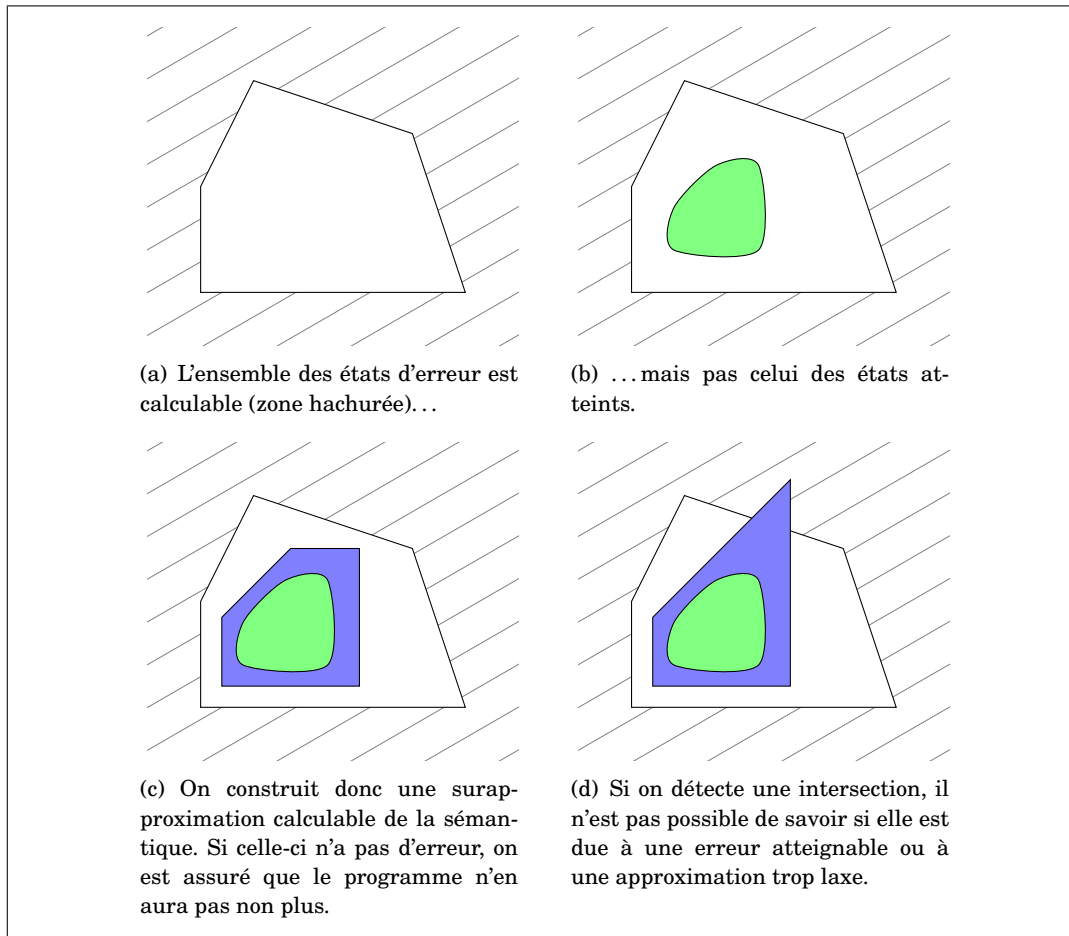 (a) L'ensemble des états d'erreur est
calculable (zone hachurée)...
(b) ...mais pas celui des états at-
teints.
(c) On construit donc une surap-
proximation calculable de la séman-
tique. Si celle-ci n'a pas d'erreur, on
est assuré que le programme n'en
aura pas non plus.
(d) Si on détecte une intersection, il
n'est pas possible de savoir si elle est
due à une erreur atteignable ou à
une approximation trop laxe.